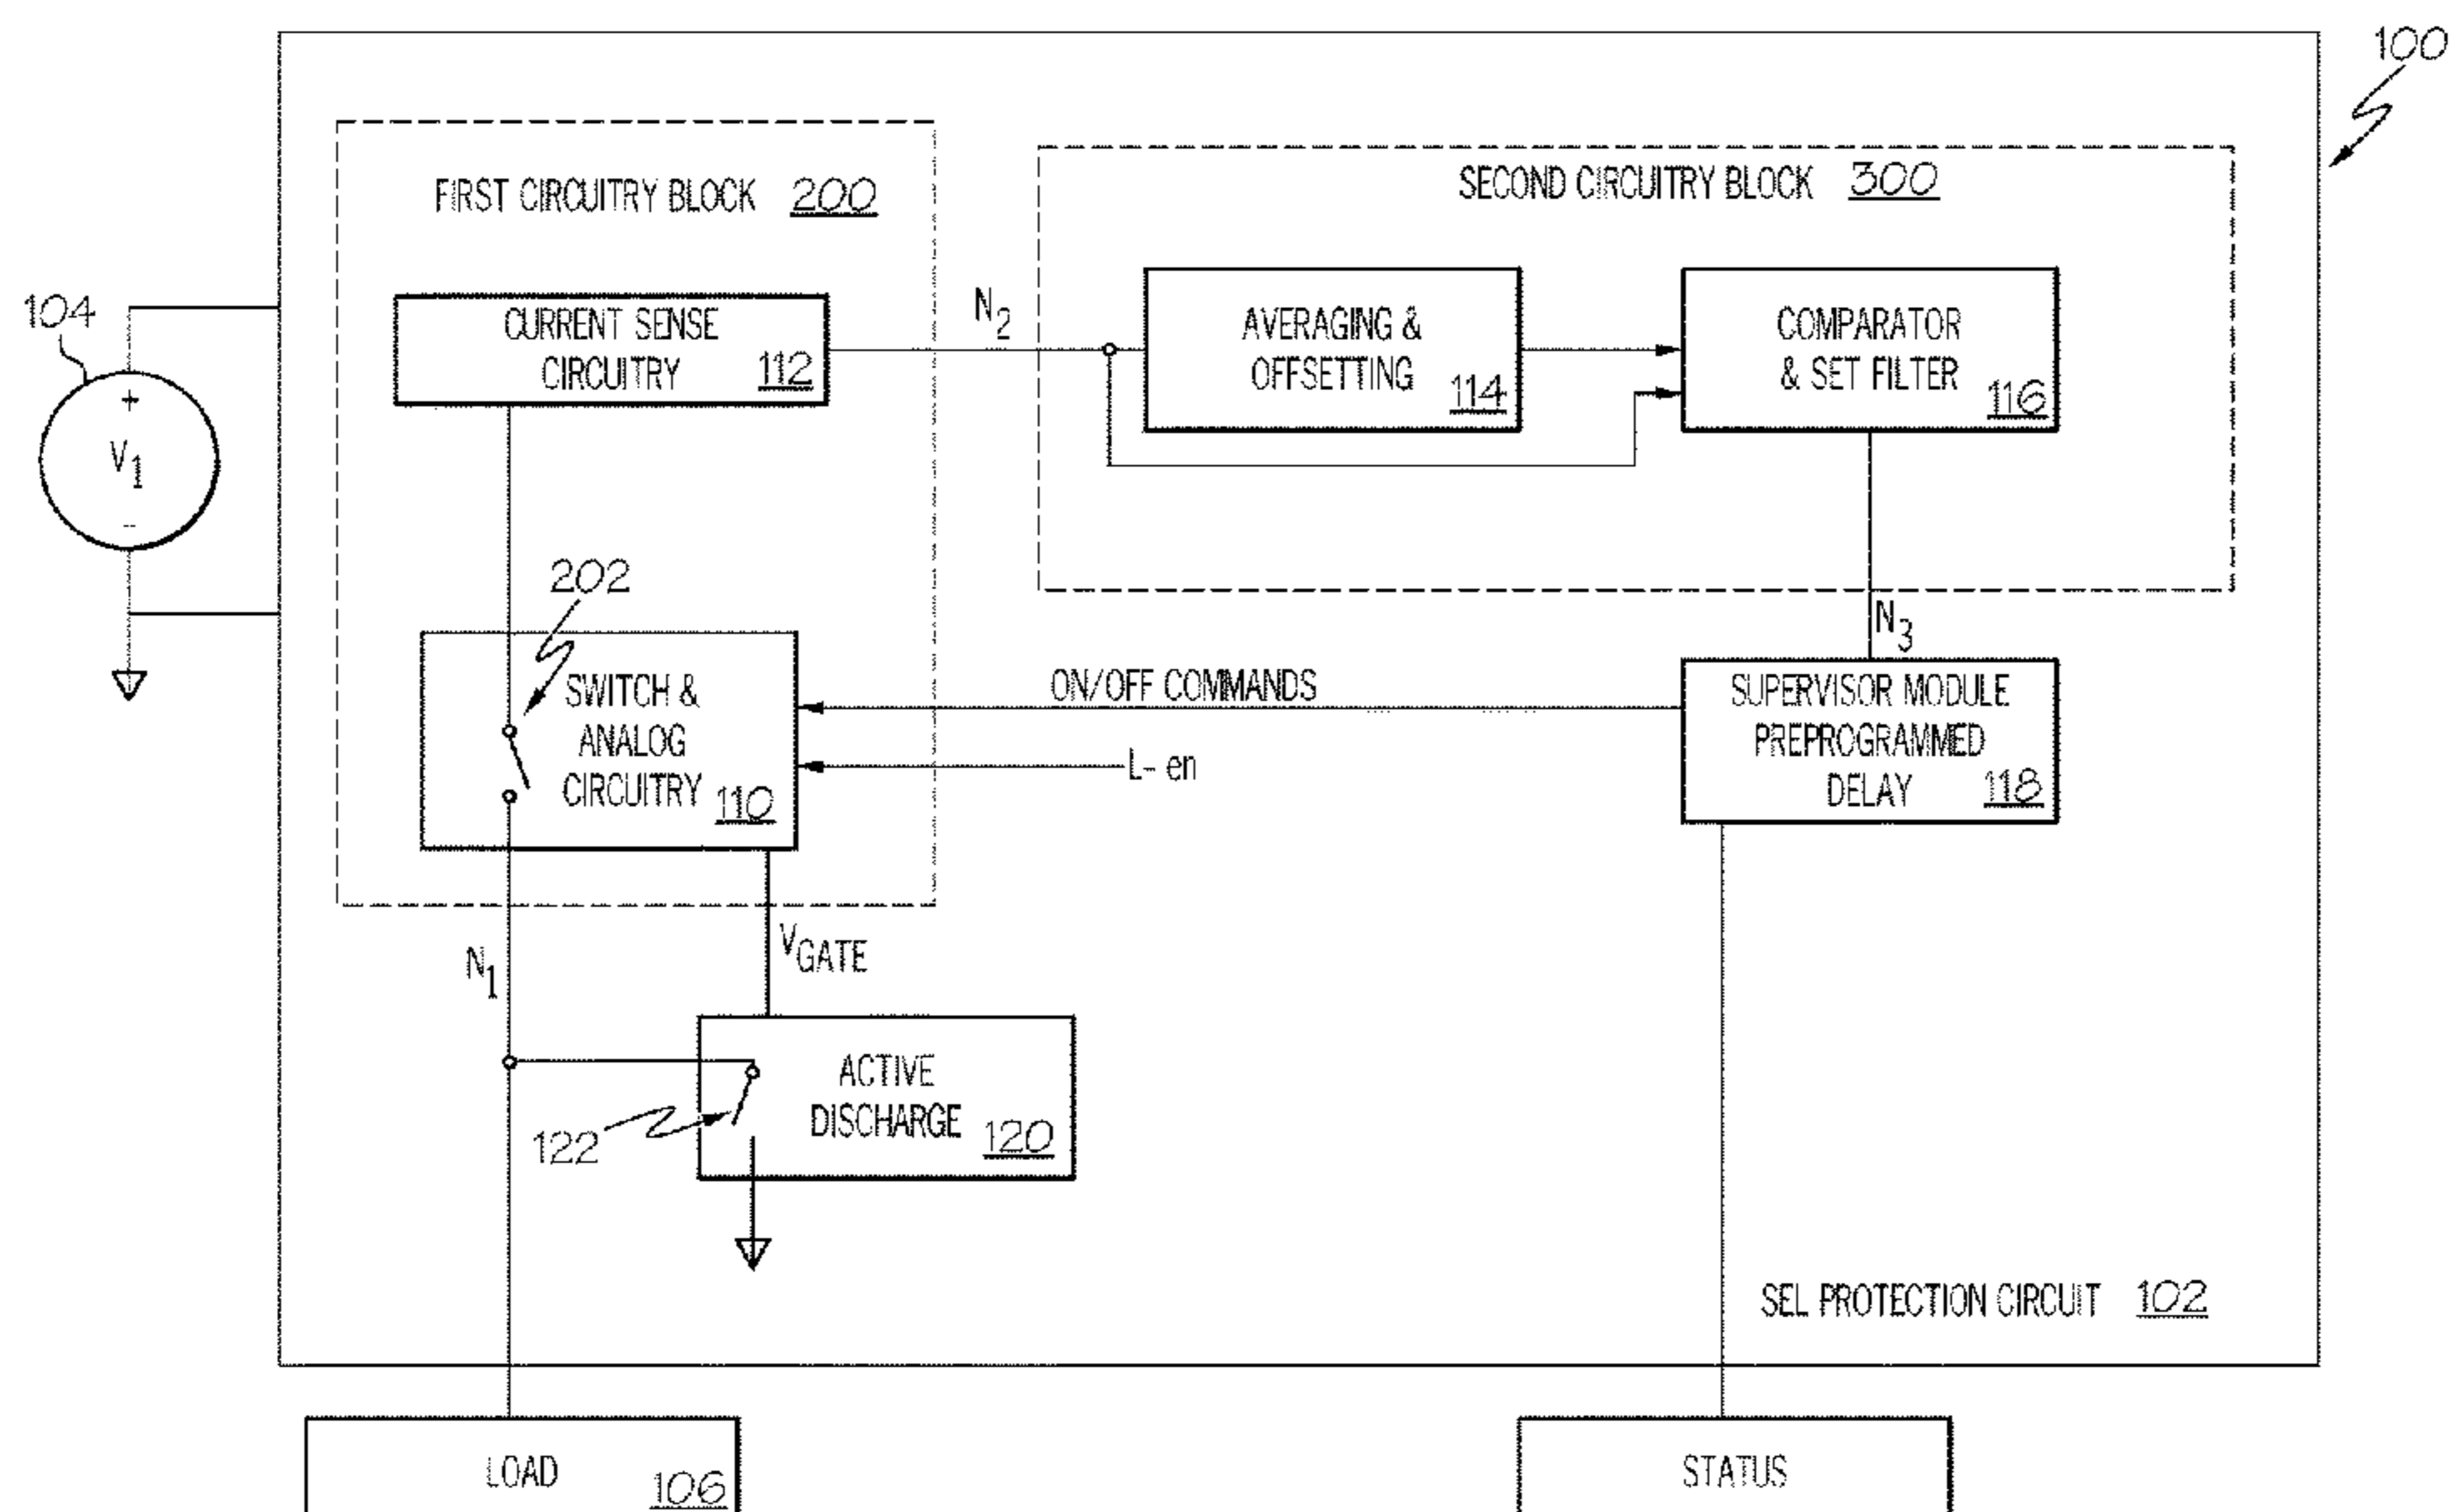 100
FIRST CIRCUITRY BLOCK 200
SECOND CIRCUITRY BLOCK 300
104
+
V1
-
CURRENT SENSE
CIRCUITRY 112
N2
AVERAGING &
OFFSETTING 114
COMPARATOR
& SET FILTER 116
202
N3
SWITCH &
ANALOG
CIRCUITRY 110
ON/OFF COMMANDS
L- en
SUPERVISOR MODULE
PREPROGRAMMED
DELAY 118
N1
VGATE
ACTIVE
DISCHARGE 120
122
SEL PROTECTION CIRCUIT 102
LOAD 106
STATUS